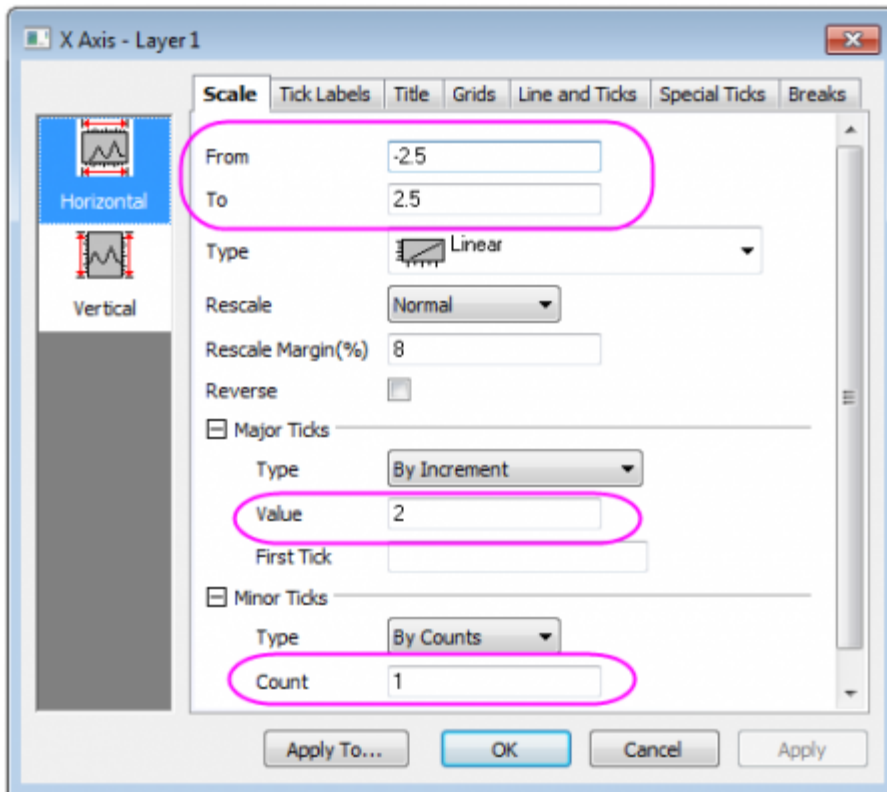 X Axis - Layer 1
Scale Tick Labels Title Grids Line and Ticks Special Ticks Breaks
Horizontal
Vertical
From -2.5
To 2.5
Type Linear
Rescale Normal
Rescale Margin(%) 8
Reverse
Major Ticks
Type By Increment
Value 2
First Tick
Minor Ticks
Type By Counts
Count 1
Apply To... OK Cancel Apply